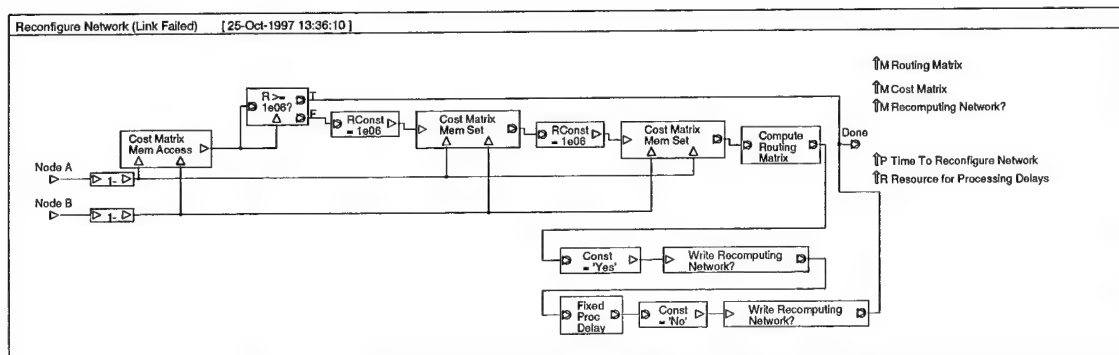 Reconfigure Network (Link Failed) [ 25-Oct-1997 13:36:10 ]
⇑M Routing Matrix
⇑M Cost Matrix
⇑M Recomputing Network?
R >=
1e06?
T
F
RConst
= 1e06
Cost Matrix
Mem Set
RConst
= 1e06
Cost Matrix
Mem Set
Compute
Routing
Matrix
Done
Cost Matrix
Mem Access
⇑P Time To Reconfigure Network
⇑R Resource for Processing Delays
Node A
1-
Node B
1-
Const
= 'Yes'
Write Recomputing
Network?
Fixed
Proc
Delay
Const
= 'No'
Write Recomputing
Network?